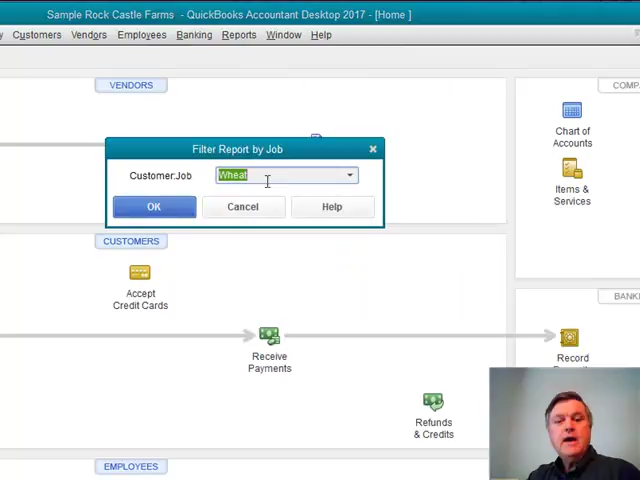 Sample Rock Castle Farms - QuickBooks Accountant Desktop 2017 - [Home ]
y Customers Vendors Employees Banking Reports Window Help
VENDORS
COMP
Chart of
Accounts
Items &
Services
Filter Report by Job
Customer:Job Wheat
OK Cancel Help
CUSTOMERS
Accept
Credit Cards
Receive
Payments
Refunds
& Credits
BANKI
Record
EMPLOYEES